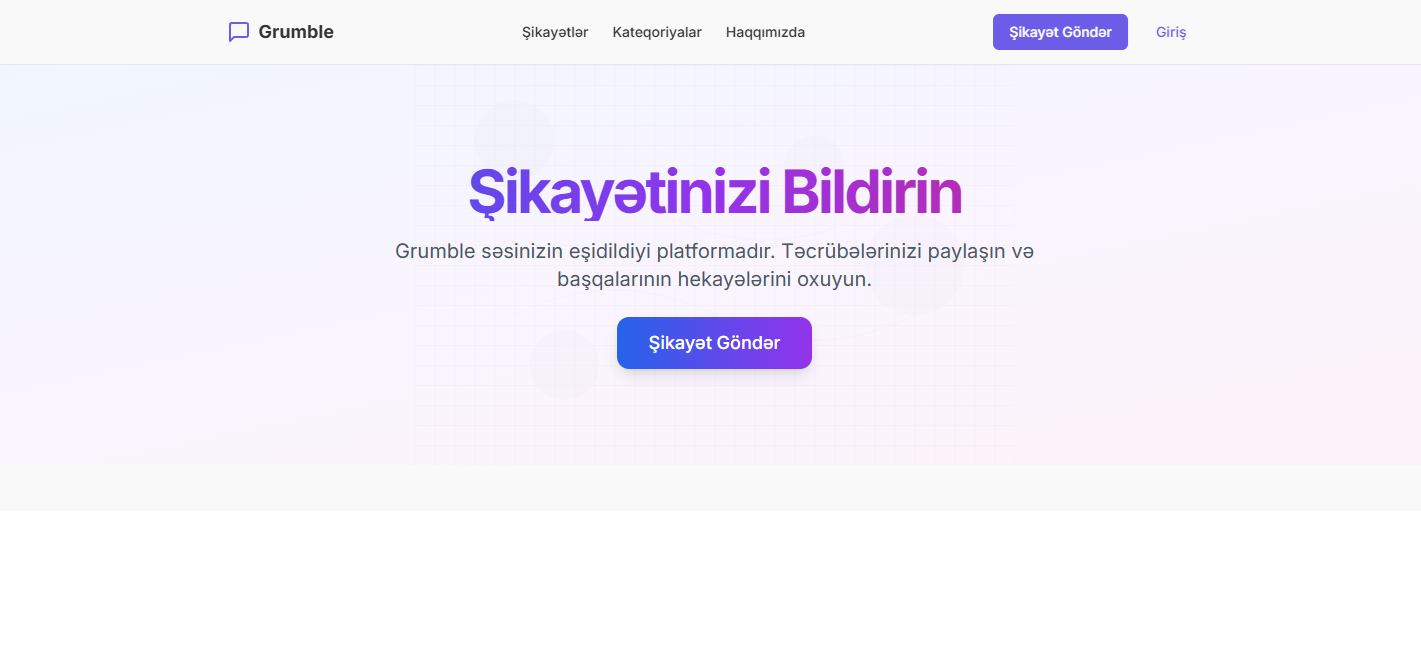 Grumble
Şikayətlər
Kateqoriyalar
Haqqımızda
Şikayət Göndər
Giriş
Şikayətinizi Bildirin
Grumble səsinizin eşidildiyi platformadır. Təcrübələrinizi paylaşın və
başqalarının hekayələrini oxuyun.
Şikayət Göndər